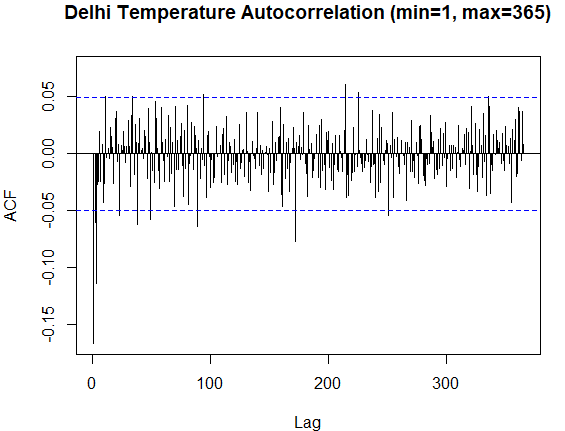 Delhi Temperature Autocorrelation (min=1, max=365)
ACF
0.05
0.00
-0.05
-0.10
-0.15
0 100 200 300
Lag